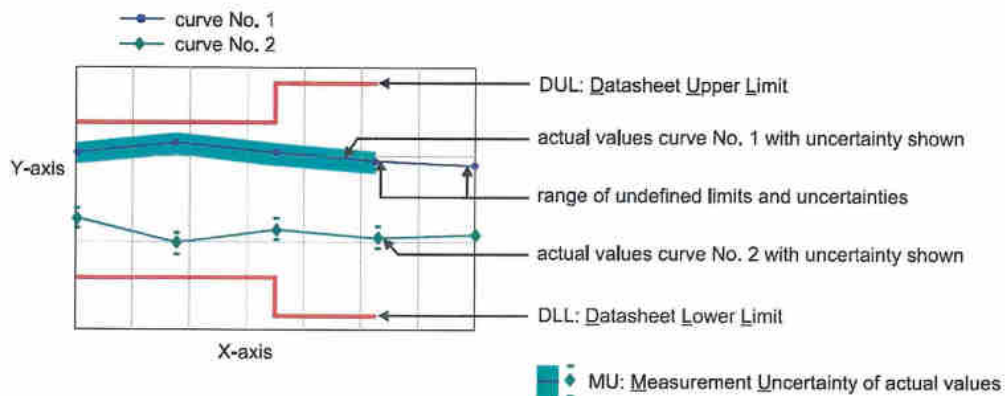 curve No. 1
curve No. 2
DUL: Datasheet Upper Limit
actual values curve No. 1 with uncertainty shown
Y-axis
range of undefined limits and uncertainties
actual values curve No. 2 with uncertainty shown
DLL: Datasheet Lower Limit
X-axis
MU: Measurement Uncertainty of actual values